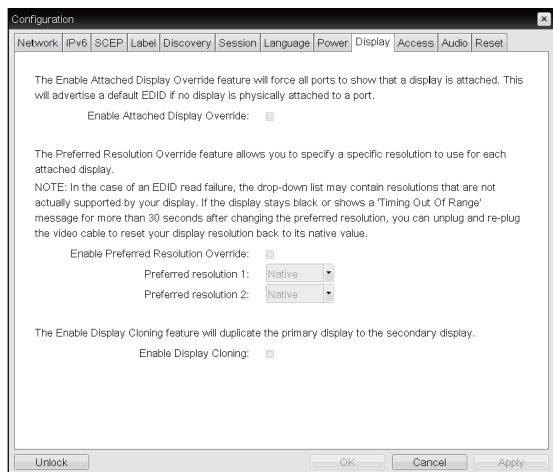 Configuration
Network IPv6 SCEP Label Discovery Session Language Power Display Access Audio Reset
The Enable Attached Display Override feature will force all ports to show that a display is attached. This
will advertise a default EDID if no display is physically attached to a port.
Enable Attached Display Override:
The Preferred Resolution Override feature allows you to specify a specific resolution to use for each
attached display.
NOTE: In the case of an EDID read failure, the drop-down list may contain resolutions that are not
actually supported by your display. If the display stays black or shows a 'Timing Out Of Range'
message for more than 30 seconds after changing the preferred resolution, you can unplug and re-plug
the video cable to reset your display resolution back to its native value.
Enable Preferred Resolution Override:
Preferred resolution 1: Native
Preferred resolution 2: Native
The Enable Display Cloning feature will duplicate the primary display to the secondary display.
Enable Display Cloning:
Unlock OK Cancel Apply